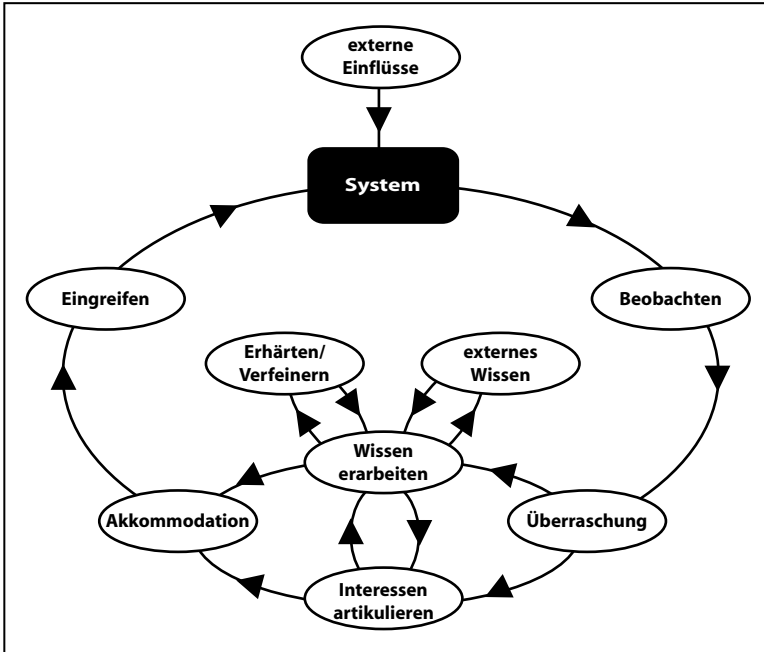 externe
Einflüsse
System
Eingreifen
Beobachten
Erhärten/
Verfeinern
externes
Wissen
Wissen
erarbeiten
Akkommodation
Überraschung
Interessen
artikulieren